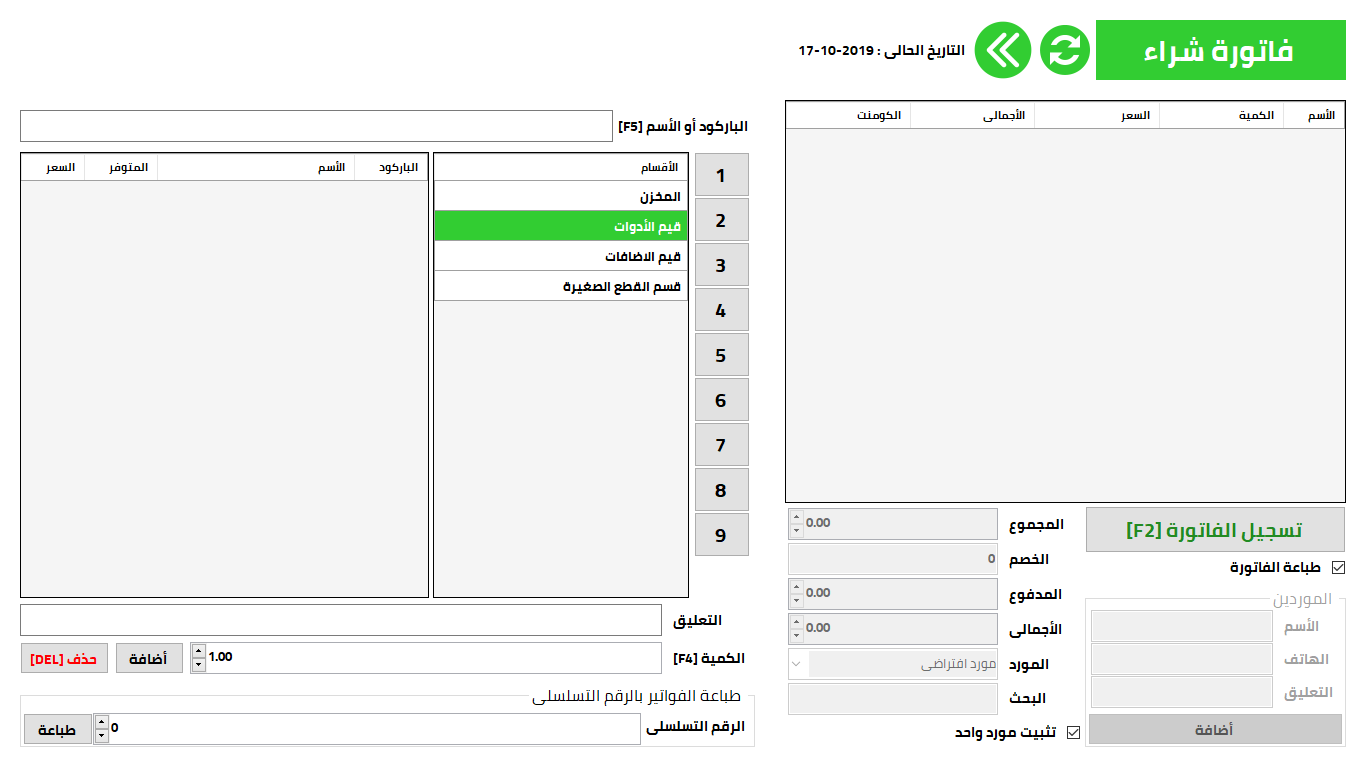 فاتورة شراء
التاريخ الحالى : 2019-10-17
الأسم الكمية السعر الأجمالى الكومنت
تسجيل الفاتورة [F2]
طباعة الفاتورة
الموردين
الأسم
الهاتف
التعليق
أضافة
المجموع 0.00
الخصم 0
المدفوع 0.00
الأجمالى 0.00
المورد مورد افتراضى
البحث
تثبيت مورد واحد
الباركود أو الأسم [F5]
1
2
3
4
5
6
7
8
9
الأقسام
المخزن
قيم الأدوات
قيم الاضافات
قسم القطع الصغيرة
الباركود الأسم المتوفر السعر
التعليق
الكمية [F4] 1.00 أضافة حذف [DEL]
طباعة الفواتير بالرقم التسلسلى
الرقم التسلسلى 0 طباعة